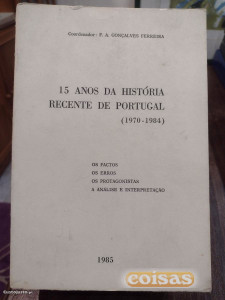 Coordenador: F. A. GONÇALVES FERREIRA
15 ANOS DA HISTÓRIA
RECENTE DE PORTUGAL
(1970-1984)
OS FACTOS
OS ERROS
OS PROTAGONISTAS
A ANÁLISE E INTERPRETAÇÃO
1985
coisas